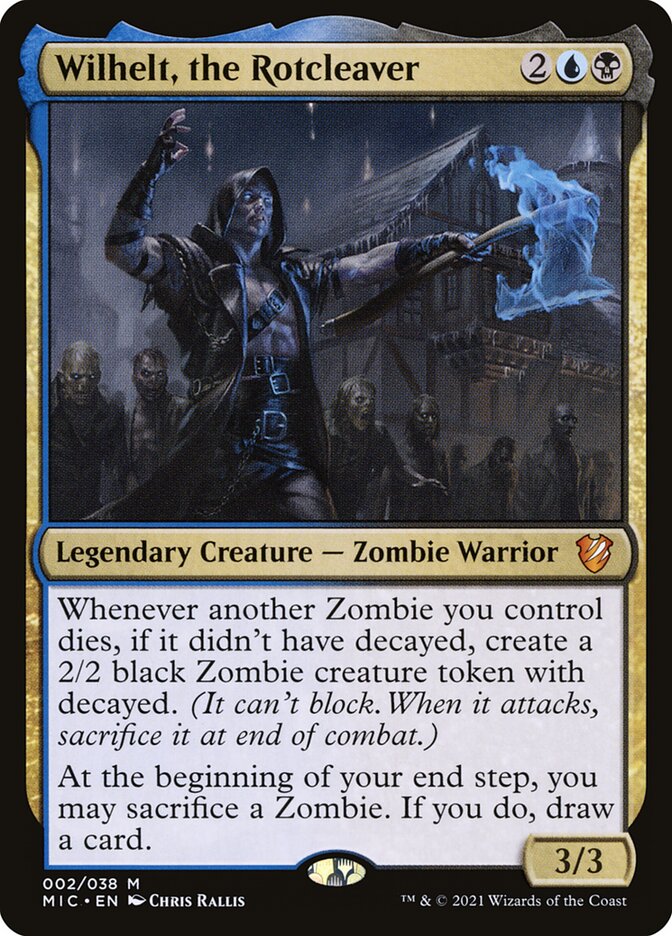 Wilhelt, the Rotcleaver 2
Legendary Creature — Zombie Warrior
Whenever another Zombie you control
dies, if it didn't have decayed, create a
2/2 black Zombie creature token with
decayed. (It can't block. When it attacks,
sacrifice it at end of combat.)
At the beginning of your end step, you
may sacrifice a Zombie. If you do, draw
a card.
3/3
002/038 M
MIC • EN Chris Rallis
™ & © 2021 Wizards of the Coast